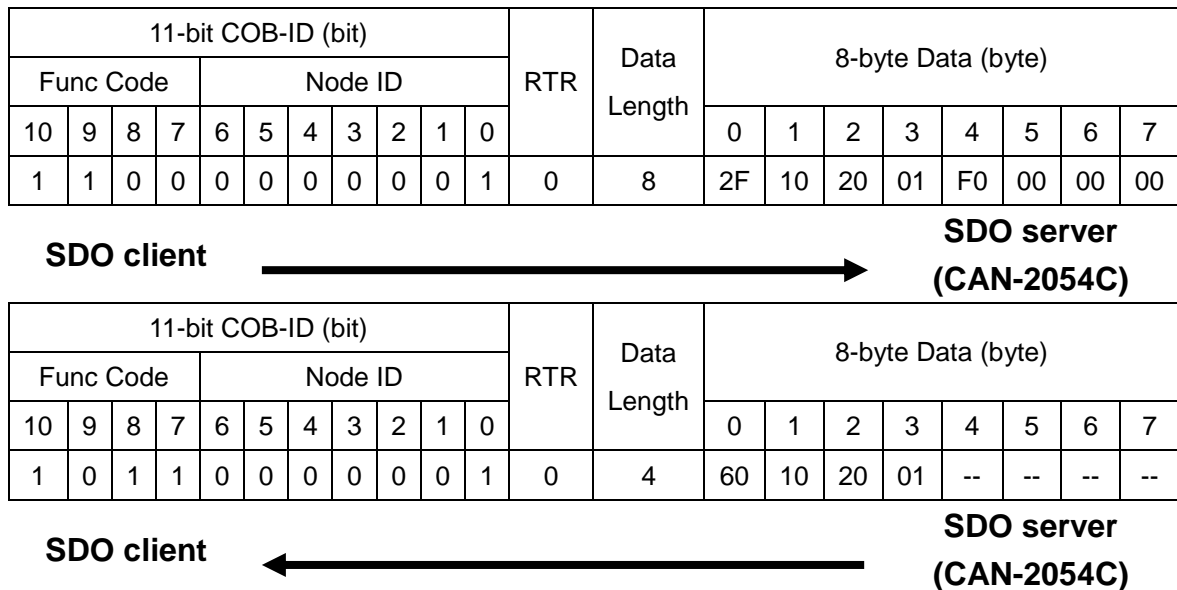 11-bit COB-ID (bit) RTR Data Length 8-byte Data (byte)
Func Code Node ID
10 9 8 7 6 5 4 3 2 1 0 0 1 2 3 4 5 6 7
1 1 0 0 0 0 0 0 0 0 1 0 8 2F 10 20 01 F0 00 00 00
SDO client SDO server
(CAN-2054C)
11-bit COB-ID (bit) RTR Data Length 8-byte Data (byte)
Func Code Node ID
10 9 8 7 6 5 4 3 2 1 0 0 1 2 3 4 5 6 7
1 0 1 1 0 0 0 0 0 0 1 0 4 60 10 20 01 -- -- -- --
SDO client SDO server
(CAN-2054C)